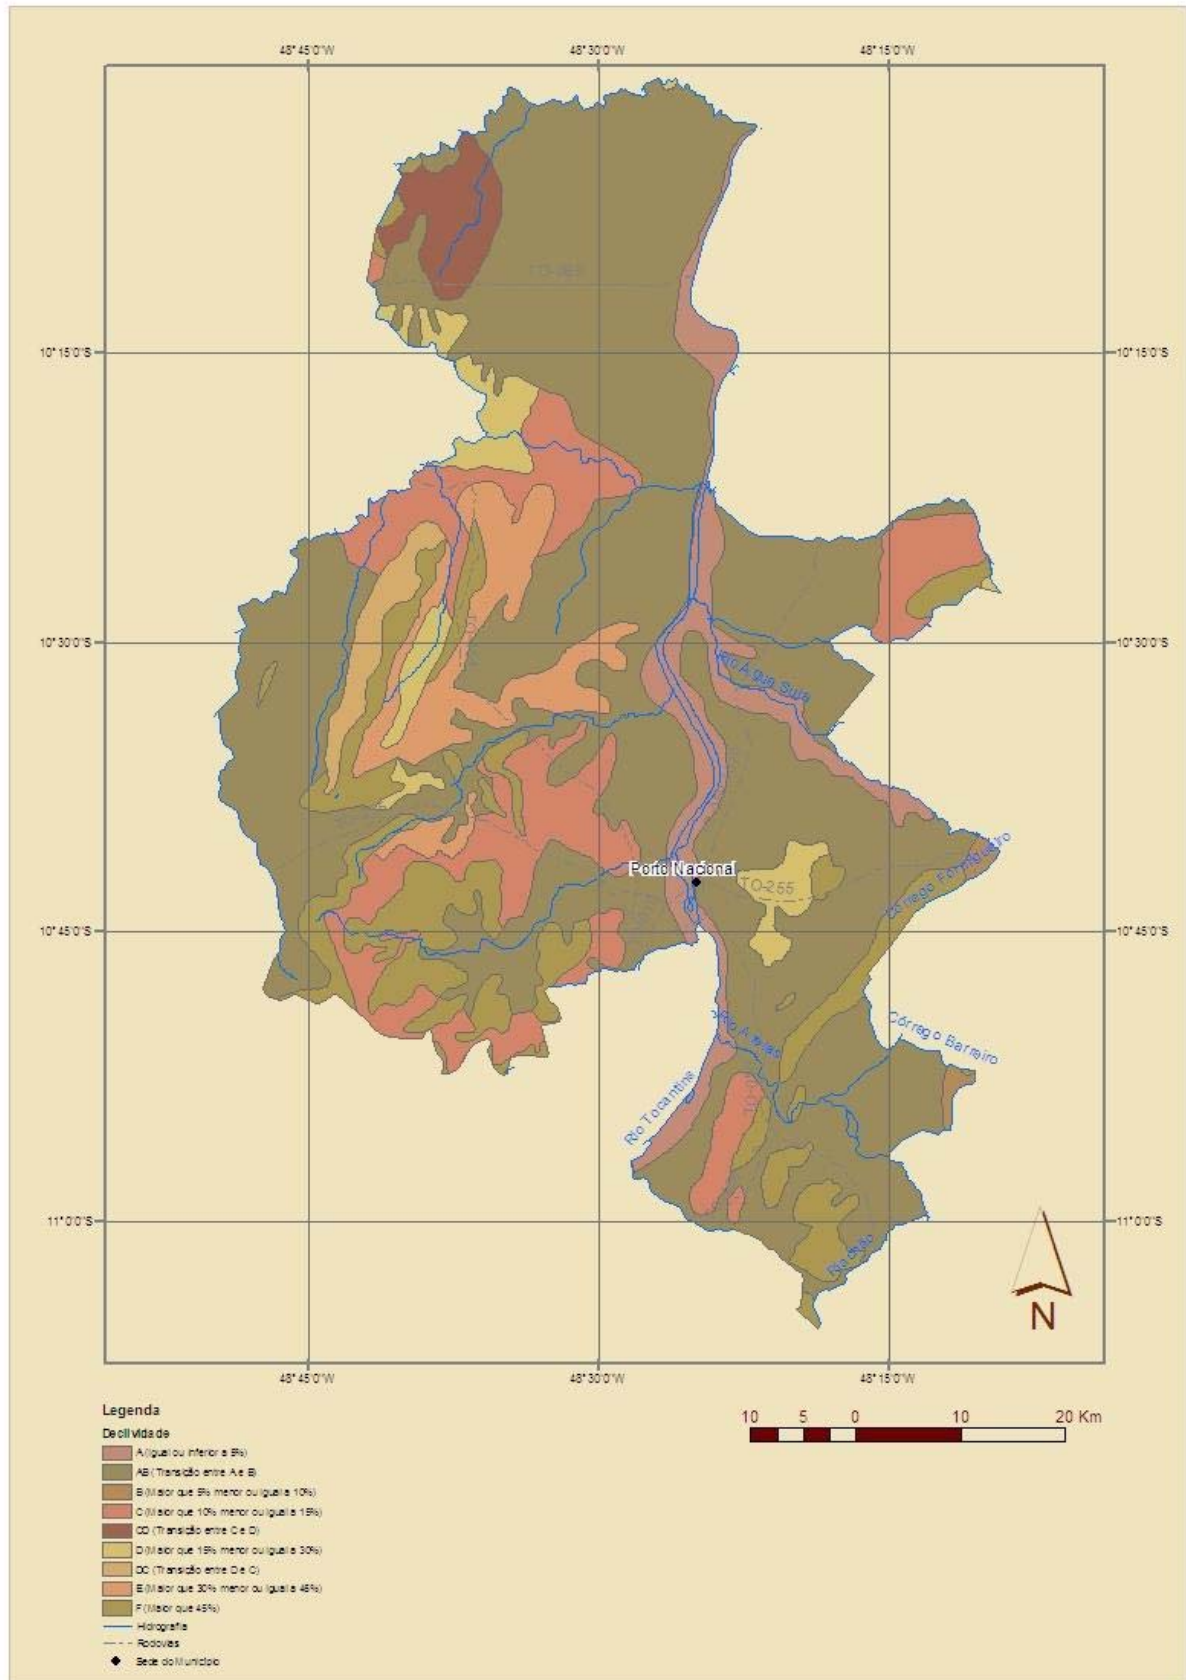 48°45'0"W 48°30'0"W 48°15'0"W
10°15'0"S 10°15'0"S
10°30'0"S 10°30'0"S
Rio Água Suja
Córrego Formigueiro
Porto Nacional
TO-255
10°45'0"S 10°45'0"S
Rio Areias
Córrego Barreiro
Rio Tocantins
11°0'0"S 11°0'0"S
N
48°45'0"W 48°30'0"W 48°15'0"W
Legenda
Declividade
A (Igual ou inferior a 5%)
AB (Transição entre A e B)
B (Maior que 5% menor ou igual a 10%)
C (Maior que 10% menor ou igual a 15%)
CD (Transição entre C e D)
D (Maior que 15% menor ou igual a 30%)
DC (Transição entre D e C)
E (Maior que 30% menor ou igual a 45%)
F (Maior que 45%)
Hidrografia
Rodovias
Sede do Município
10 5 0 10 20 Km